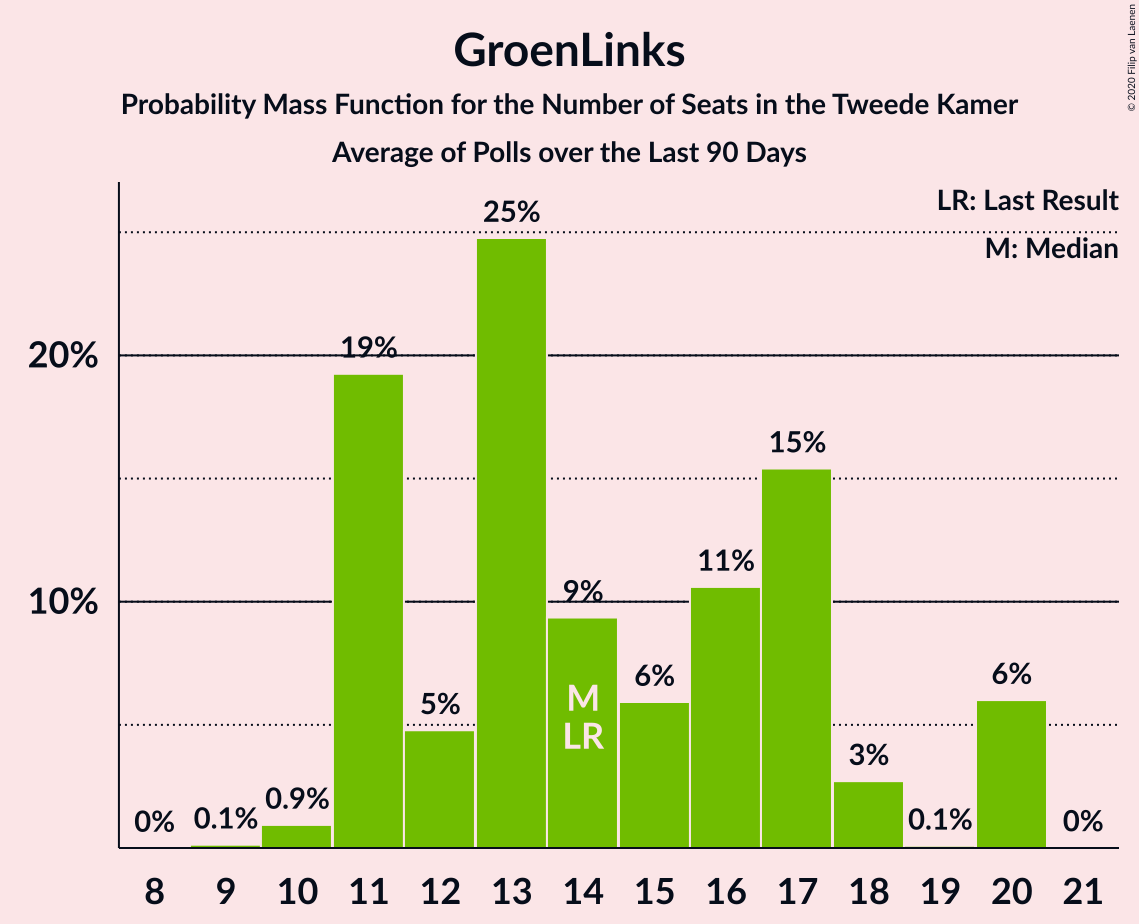 GroenLinks
Probability Mass Function for the Number of Seats in the Tweede Kamer
Average of Polls over the Last 90 Days
© 2020 Filip van Laenen
LR: Last Result
M: Median
20%
10%
0%
0.1%
0.9%
19%
5%
25%
9%
6%
11%
15%
3%
0.1%
6%
0%
M
LR
8 9 10 11 12 13 14 15 16 17 18 19 20 21